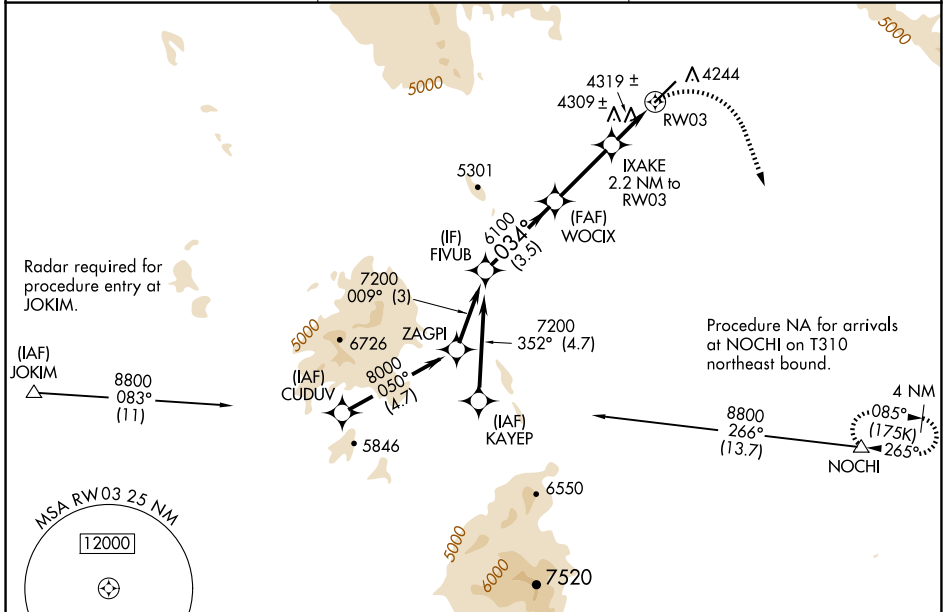 5000
5000
4319 ±
4309 ±
4244
RW03
IXAKE
2.2 NM to
RW03
5301
(FAF)
WOCIX
6100
034°
(3.5)
(IF)
FIVUB
Radar required for
procedure entry at
JOKIM.
7200
009° (3)
5000
6726
ZAGPI
7200
352° (4.7)
Procedure NA for arrivals
at NOCHI on T310
northeast bound.
(IAF)
JOKIM
8800
083°
(11)
(IAF)
CUDUV
8000
050°
(4.7)
(IAF)
KAYEP
8800
266°
(13.7)
4 NM
085°
(175K)
265°
NOCHI
5846
6550
5000
6000
7520
MSA RW03 25 NM
12000